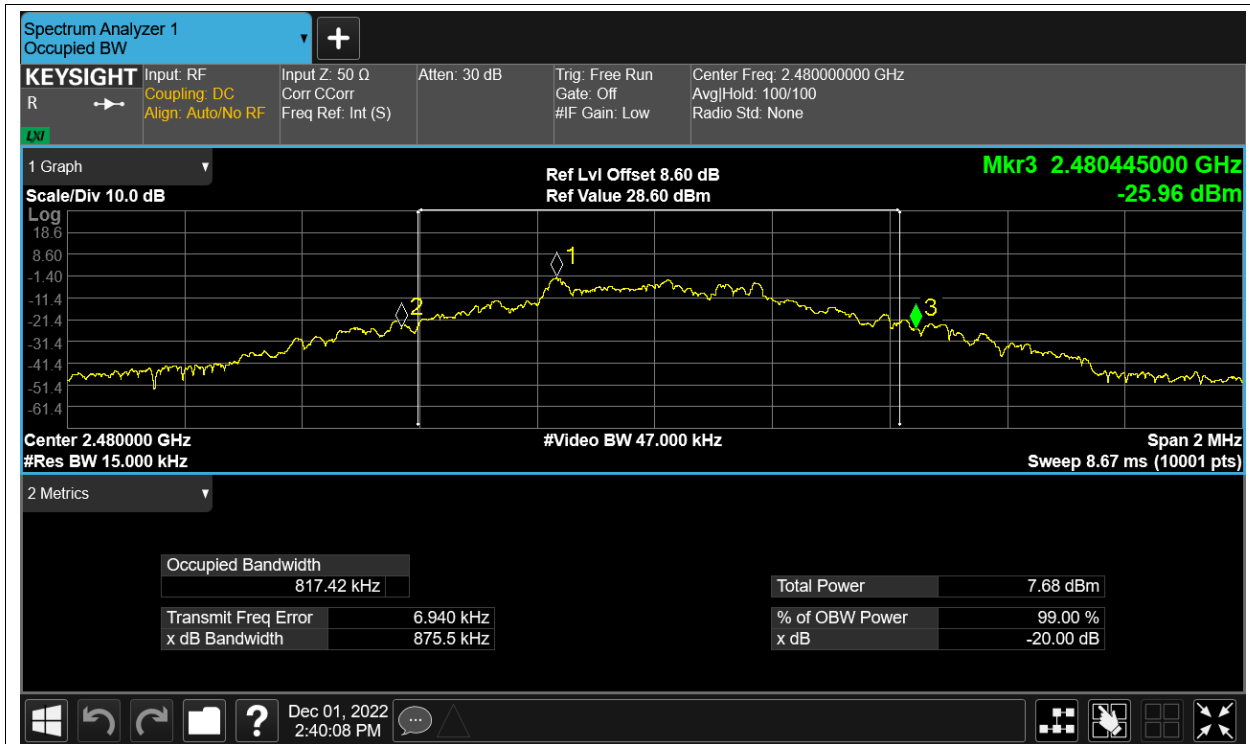 Spectrum Analyzer 1
Occupied BW
+
KEYSIGHT Input: RF Input Z: 50 Ω Atten: 30 dB Trig: Free Run Center Freq: 2.480000000 GHz
R Coupling: DC Corr CCorr Gate: Off Avg|Hold: 100/100
Align: Auto/No RF Freq Ref: Int (S) #IF Gain: Low Radio Std: None
LXI
1 Graph Ref Lvl Offset 8.60 dB Mkr3 2.480445000 GHz
Scale/Div 10.0 dB Ref Value 28.60 dBm -25.96 dBm
Log
18.6
8.60
-1.40
-11.4
-21.4
-31.4
-41.4
-51.4
-61.4
1
2
3
Center 2.480000 GHz #Video BW 47.000 kHz Span 2 MHz
#Res BW 15.000 kHz Sweep 8.67 ms (10001 pts)
2 Metrics
Occupied Bandwidth
817.42 kHz Total Power 7.68 dBm
Transmit Freq Error 6.940 kHz % of OBW Power 99.00 %
x dB Bandwidth 875.5 kHz x dB -20.00 dB
? Dec 01, 2022
2:40:08 PM